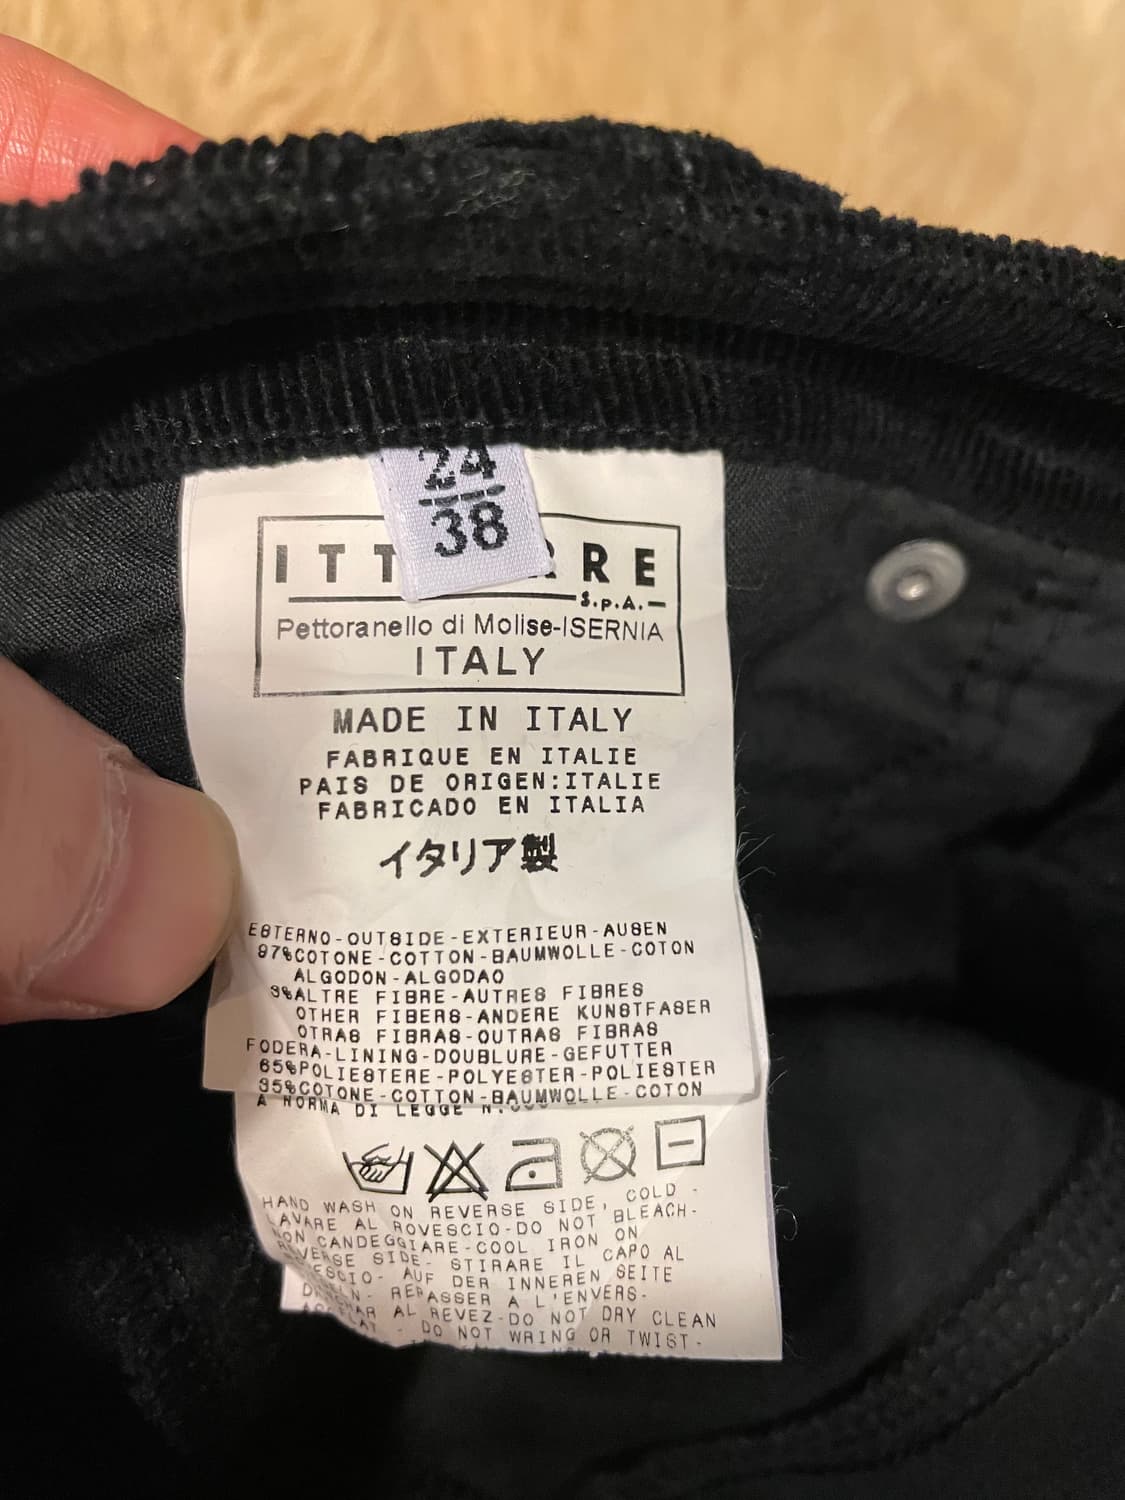 24
38
ITT RRE
S.p.A.
Pettoranello di Molise-ISERNIA
ITALY
MADE IN ITALY
FABRIQUE EN ITALIE
PAIS DE ORIGEN:ITALIE
FABRICADO EN ITALIA
イタリア製
ESTERNO-OUTSIDE-EXTERIEUR-AUSEN
97%COTONE-COTTON-BAUMWOLLE-COTON
ALGODON-ALGODAO
3%ALTRE FIBRE-AUTRES FIBRES
OTHER FIBERS-ANDERE KUNSTFASER
OTRAS FIBRAS-OUTRAS FIBRAS
FODERA-LINING-DOUBLURE-GEFUTTER
65%POLIESTERE-POLYESTER-POLIESTER
35%COTONE-COTTON-BAUMWOLLE-COTON
A NORMA DI LEGGE N.
HAND WASH ON REVERSE SIDE, COLD -
LAVARE AL ROVESCIO-DO NOT BLEACH-
NON CANDEGGIARE-COOL IRON ON
REVERSE SIDE- STIRARE IL CAPO AL
AUF DER INNEREN SEITE
REPASSER A L'ENVERS-
AL REVEZ-DO NOT DRY CLEAN
- DO NOT WRING OR TWIST-